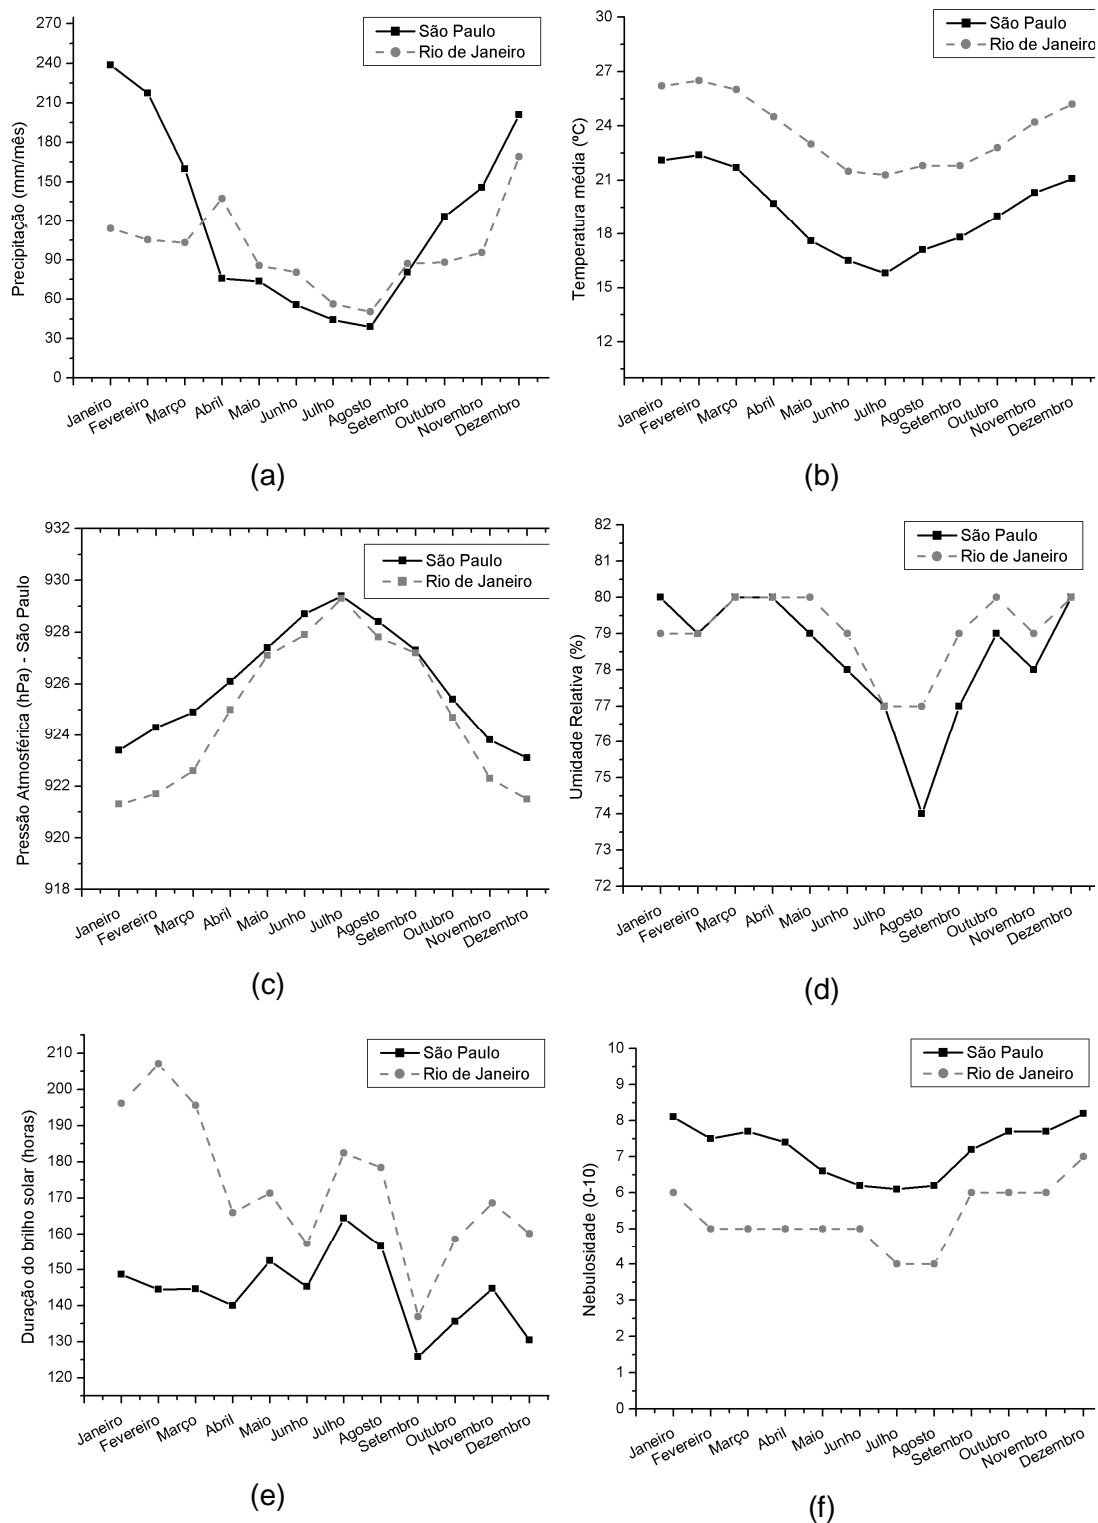 São Paulo
Rio de Janeiro
Precipitação (mm/mês)
270
240
210
180
150
120
90
60
30
0
Janeiro
Fevereiro
Março
Abril
Maio
Junho
Julho
Agosto
Setembro
Outubro
Novembro
Dezembro
(a)
São Paulo
Rio de Janeiro
Temperatura média (ºC)
30
27
24
21
18
15
12
Janeiro
Fevereiro
Março
Abril
Maio
Junho
Julho
Agosto
Setembro
Outubro
Novembro
Dezembro
(b)
São Paulo
Rio de Janeiro
Pressão Atmosférica (hPa) - São Paulo
932
930
928
926
924
922
920
918
Janeiro
Fevereiro
Março
Abril
Maio
Junho
Julho
Agosto
Setembro
Outubro
Novembro
Dezembro
(c)
São Paulo
Rio de Janeiro
Umidade Relativa (%)
82
81
80
79
78
77
76
75
74
73
72
Janeiro
Fevereiro
Março
Abril
Maio
Junho
Julho
Agosto
Setembro
Outubro
Novembro
Dezembro
(d)
São Paulo
Rio de Janeiro
Duração do brilho solar (horas)
210
200
190
180
170
160
150
140
130
120
Janeiro
Fevereiro
Março
Abril
Maio
Junho
Julho
Agosto
Setembro
Outubro
Novembro
Dezembro
(e)
São Paulo
Rio de Janeiro
Nebulosidade (0-10)
10
9
8
7
6
5
4
3
2
1
0
Janeiro
Fevereiro
Março
Abril
Maio
Junho
Julho
Agosto
Setembro
Outubro
Novembro
Dezembro
(f)